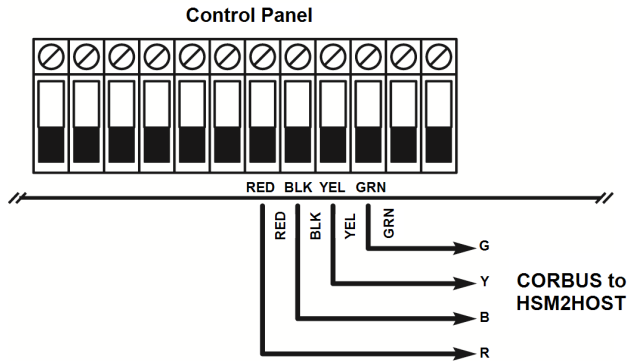 Control Panel
RED BLK YEL GRN
RED
BLK
YEL
GRN
G
Y
B
R
CORBUS to
HSM2HOST